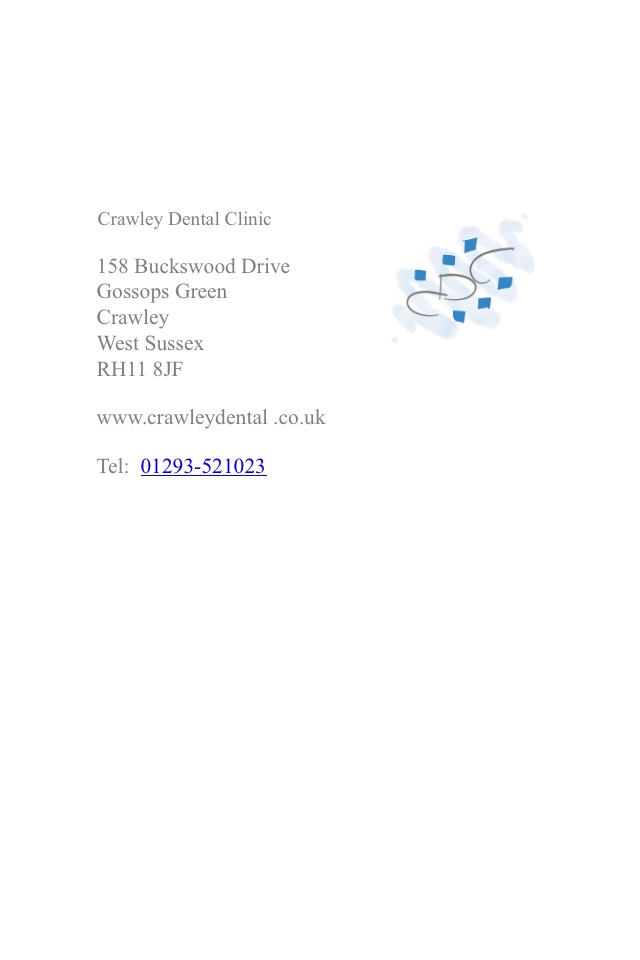 Crawley Dental Clinic
158 Buckswood Drive
Gossops Green
Crawley
West Sussex
RH11 8JF
www.crawleydental .co.uk
Tel: 01293-521023
CDC